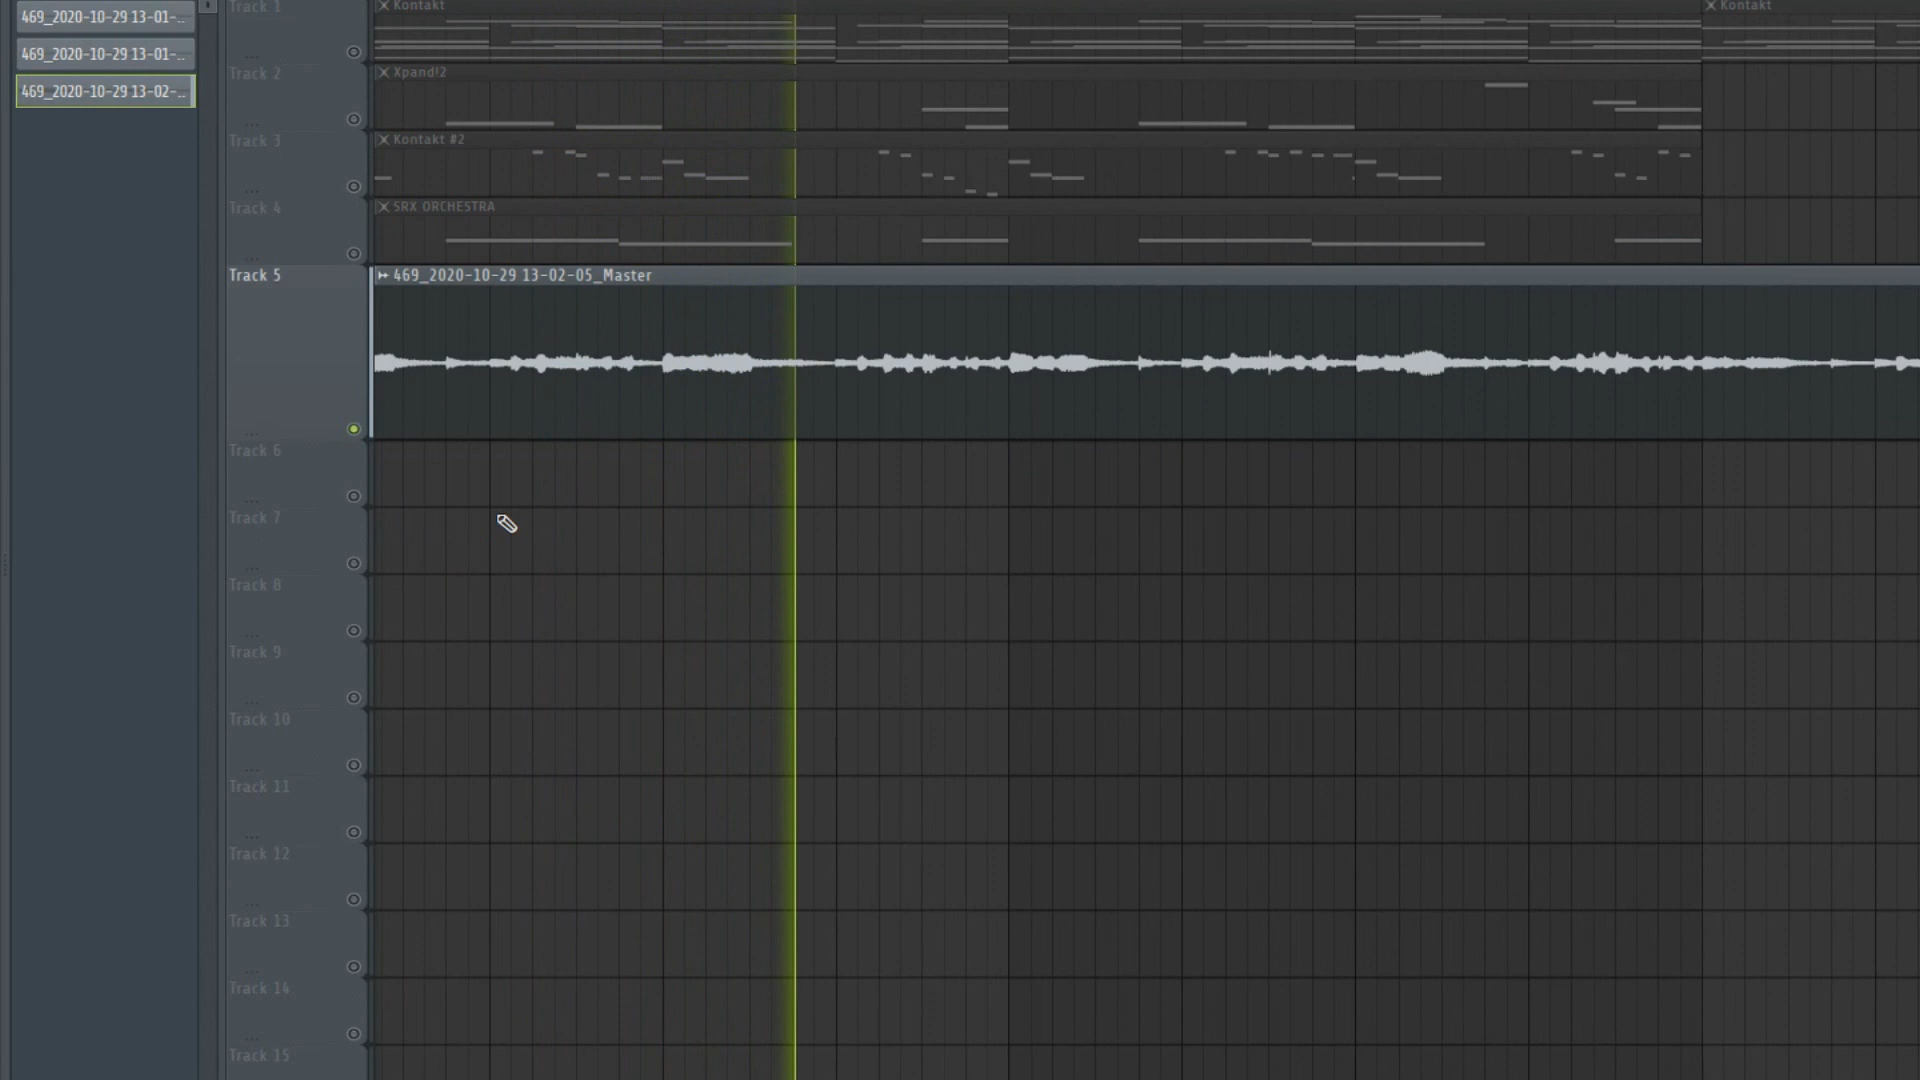 469_2020-10-29 13-01-..
469_2020-10-29 13-01-..
469_2020-10-29 13-02-..
Track 1
Kontakt
Kontakt
Track 2
Xpand!2
Track 3
Kontakt #2
Track 4
SRX ORCHESTRA
Track 5
469_2020-10-29 13-02-05_Master
Track 6
Track 7
Track 8
Track 9
Track 10
Track 11
Track 12
Track 13
Track 14
Track 15